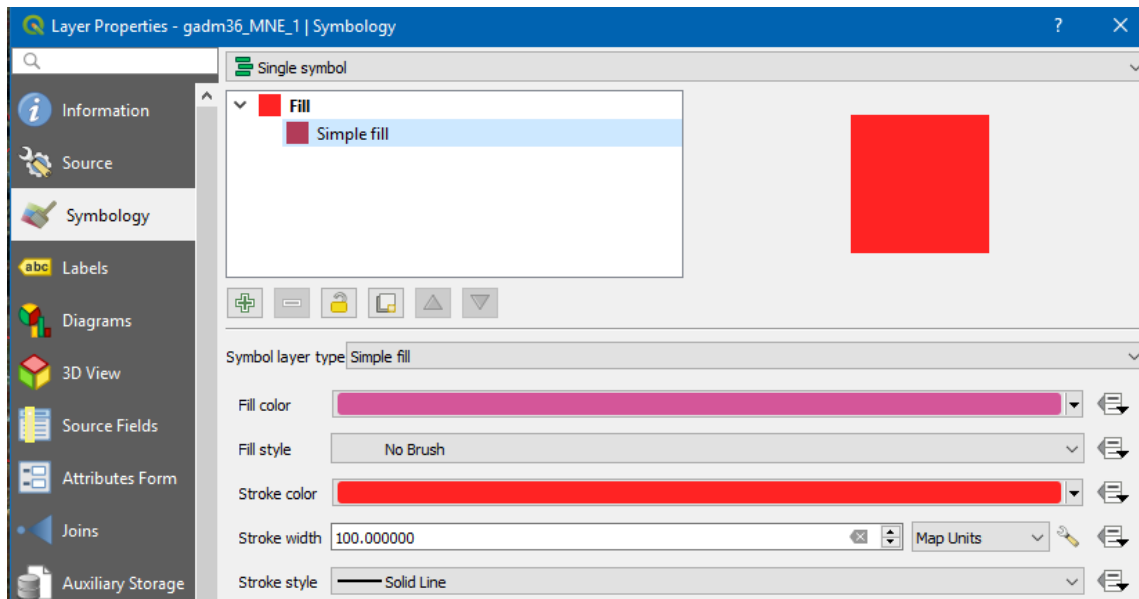 Layer Properties - gadm36_MNE_1 | Symbology
?
Single symbol
Information
Source
Symbology
abc Labels
Diagrams
3D View
Source Fields
Attributes Form
Joins
Auxiliary Storage
Fill
Simple fill
Symbol layer type Simple fill
Fill color
Fill style No Brush
Stroke color
Stroke width 100.000000 Map Units
Stroke style Solid Line